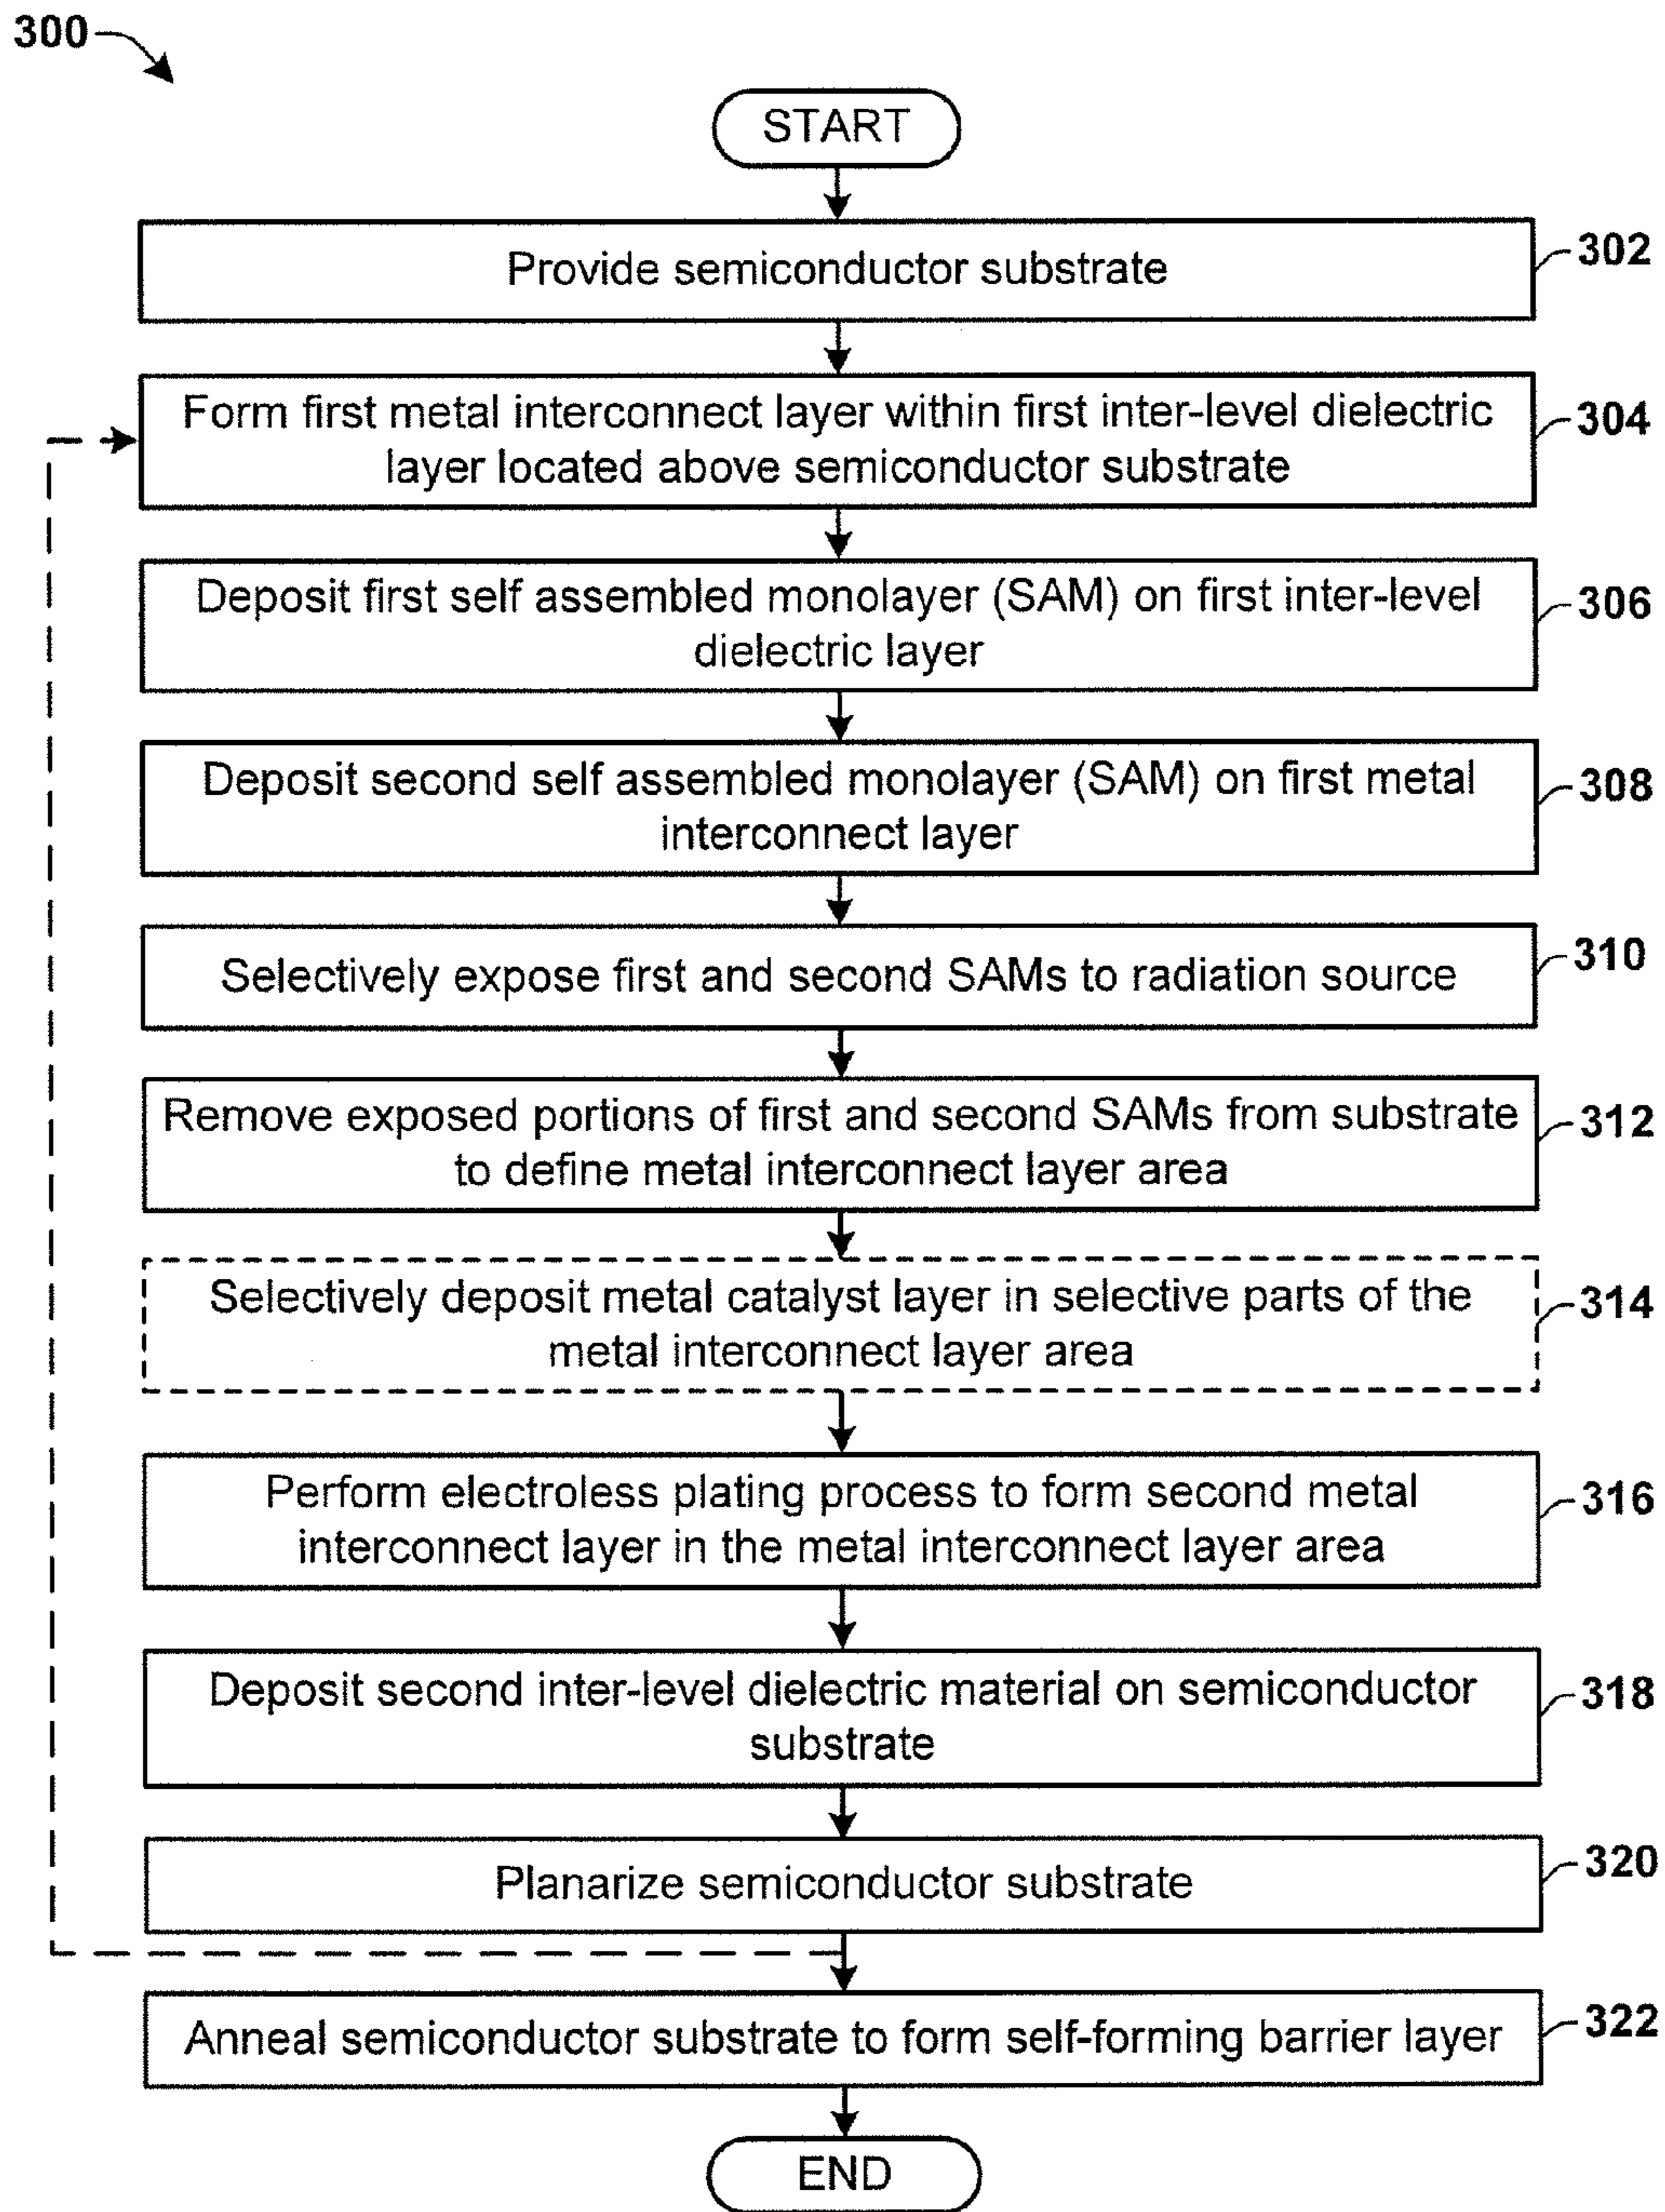 300
START
Provide semiconductor substrate
302
Form first metal interconnect layer within first inter-level dielectric
layer located above semiconductor substrate
304
Deposit first self assembled monolayer (SAM) on first inter-level
dielectric layer
306
Deposit second self assembled monolayer (SAM) on first metal
interconnect layer
308
Selectively expose first and second SAMs to radiation source
310
Remove exposed portions of first and second SAMs from substrate
to define metal interconnect layer area
312
Selectively deposit metal catalyst layer in selective parts of the
metal interconnect layer area
314
Perform electroless plating process to form second metal
interconnect layer in the metal interconnect layer area
316
Deposit second inter-level dielectric material on semiconductor
substrate
318
Planarize semiconductor substrate
320
Anneal semiconductor substrate to form self-forming barrier layer
322
END